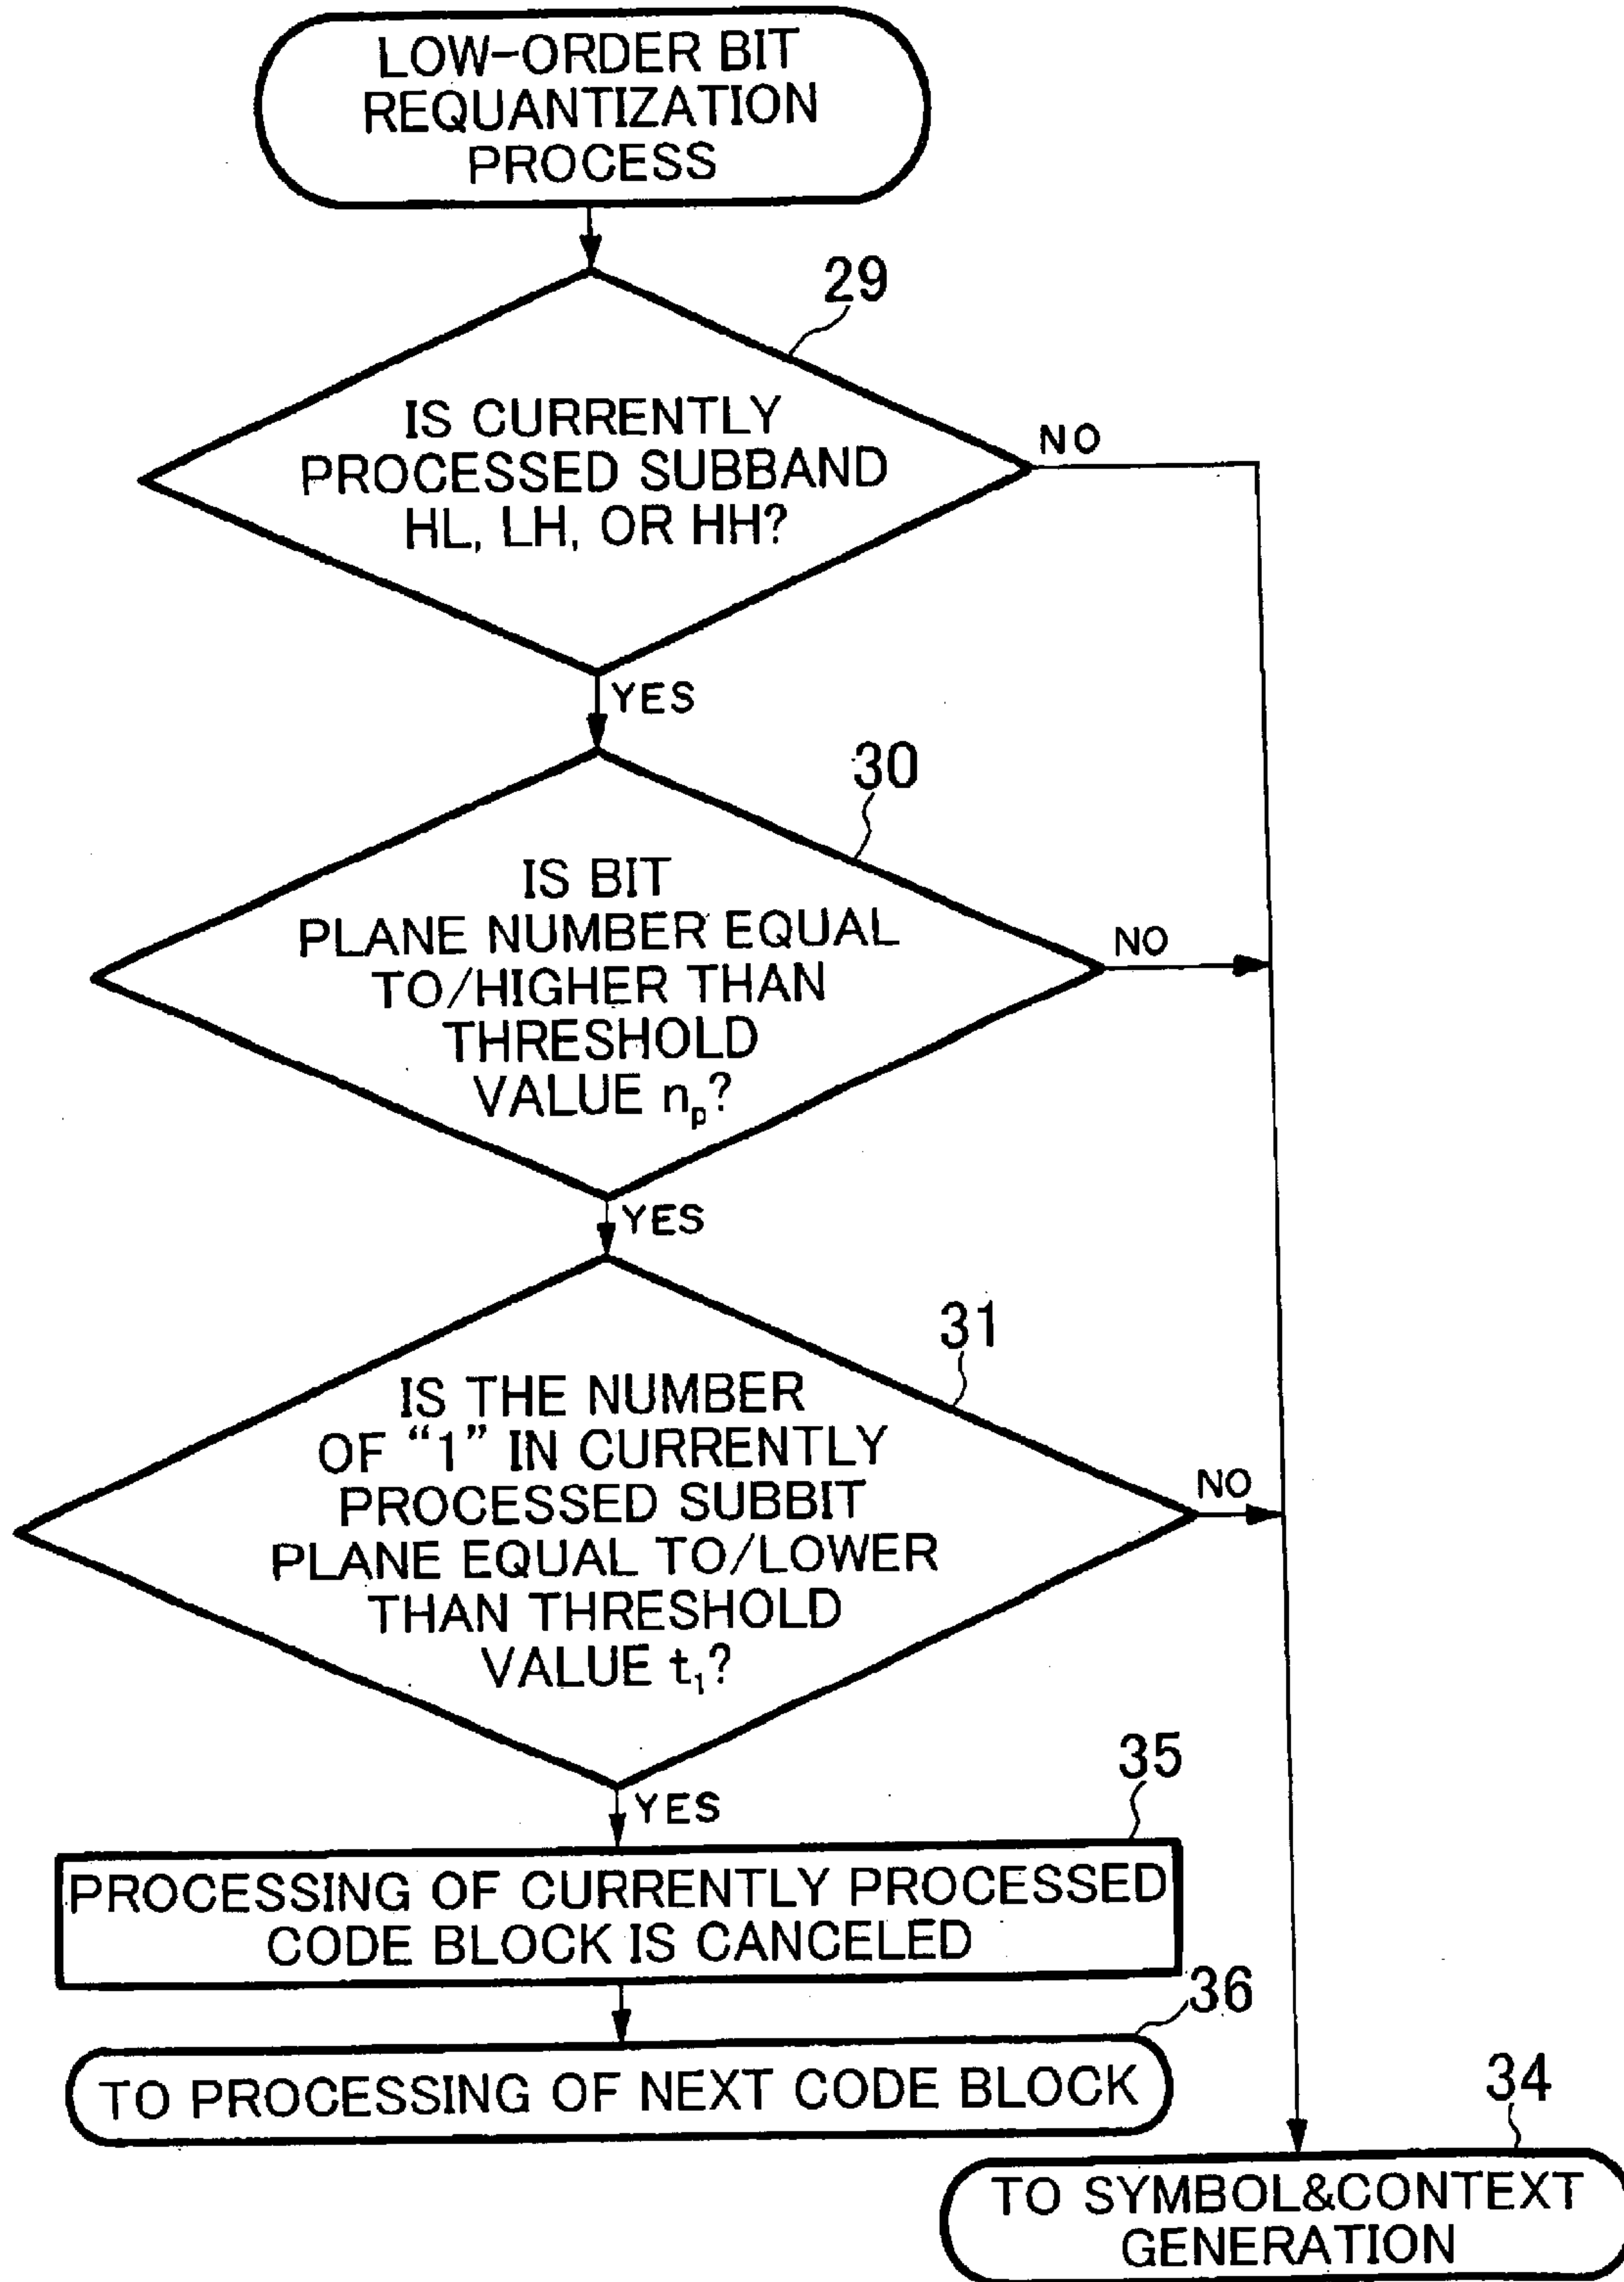 LOW-ORDER BIT
REQUANTIZATION
PROCESS
29
IS CURRENTLY
PROCESSED SUBBAND
HL, LH, OR HH?
NO
YES
30
IS BIT
PLANE NUMBER EQUAL
TO/HIGHER THAN
THRESHOLD
VALUE nₚ?
NO
YES
31
IS THE NUMBER
OF “1” IN CURRENTLY
PROCESSED SUBBIT
PLANE EQUAL TO/LOWER
THAN THRESHOLD
VALUE t₁?
NO
YES
35
PROCESSING OF CURRENTLY PROCESSED
CODE BLOCK IS CANCELED
36
TO PROCESSING OF NEXT CODE BLOCK
34
TO SYMBOL&CONTEXT
GENERATION